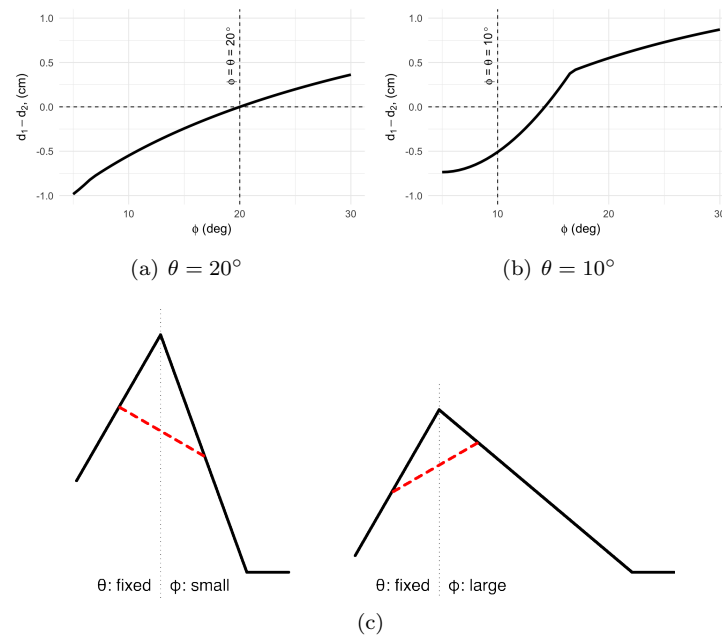 1.0
0.5
0.0
-0.5
-1.0
d₁ − d₂, (cm)
ϕ = θ = 20°
10
20
30
ϕ (deg)
(a) θ = 20°
1.0
0.5
0.0
-0.5
-1.0
d₁ − d₂, (cm)
ϕ = θ = 10°
10
20
30
ϕ (deg)
(b) θ = 10°
θ: fixed
φ: small
θ: fixed
φ: large
(c)